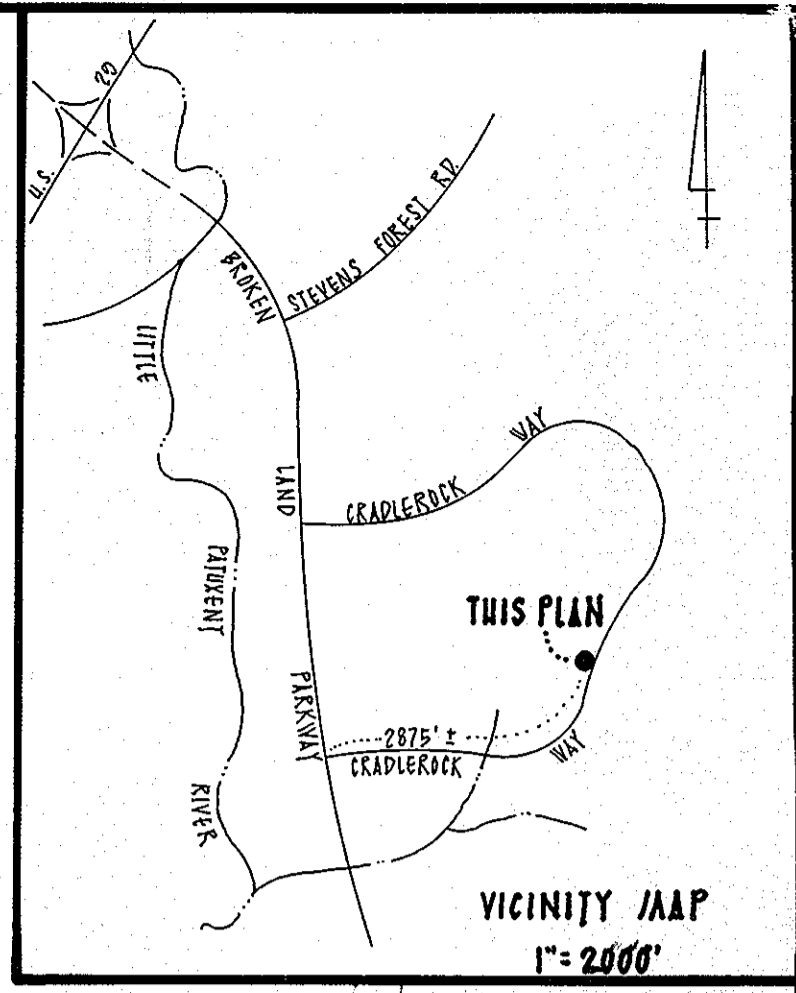 U.S. 29
BROKEN
LAND
PARKWAY
STEVENS FOREST RD.
LITTLE
PATUXENT
RIVER
CRADLEROCK WAY
THIS PLAN
2875' ±
CRADLEROCK WAY
VICINITY MAP
1"= 2000'